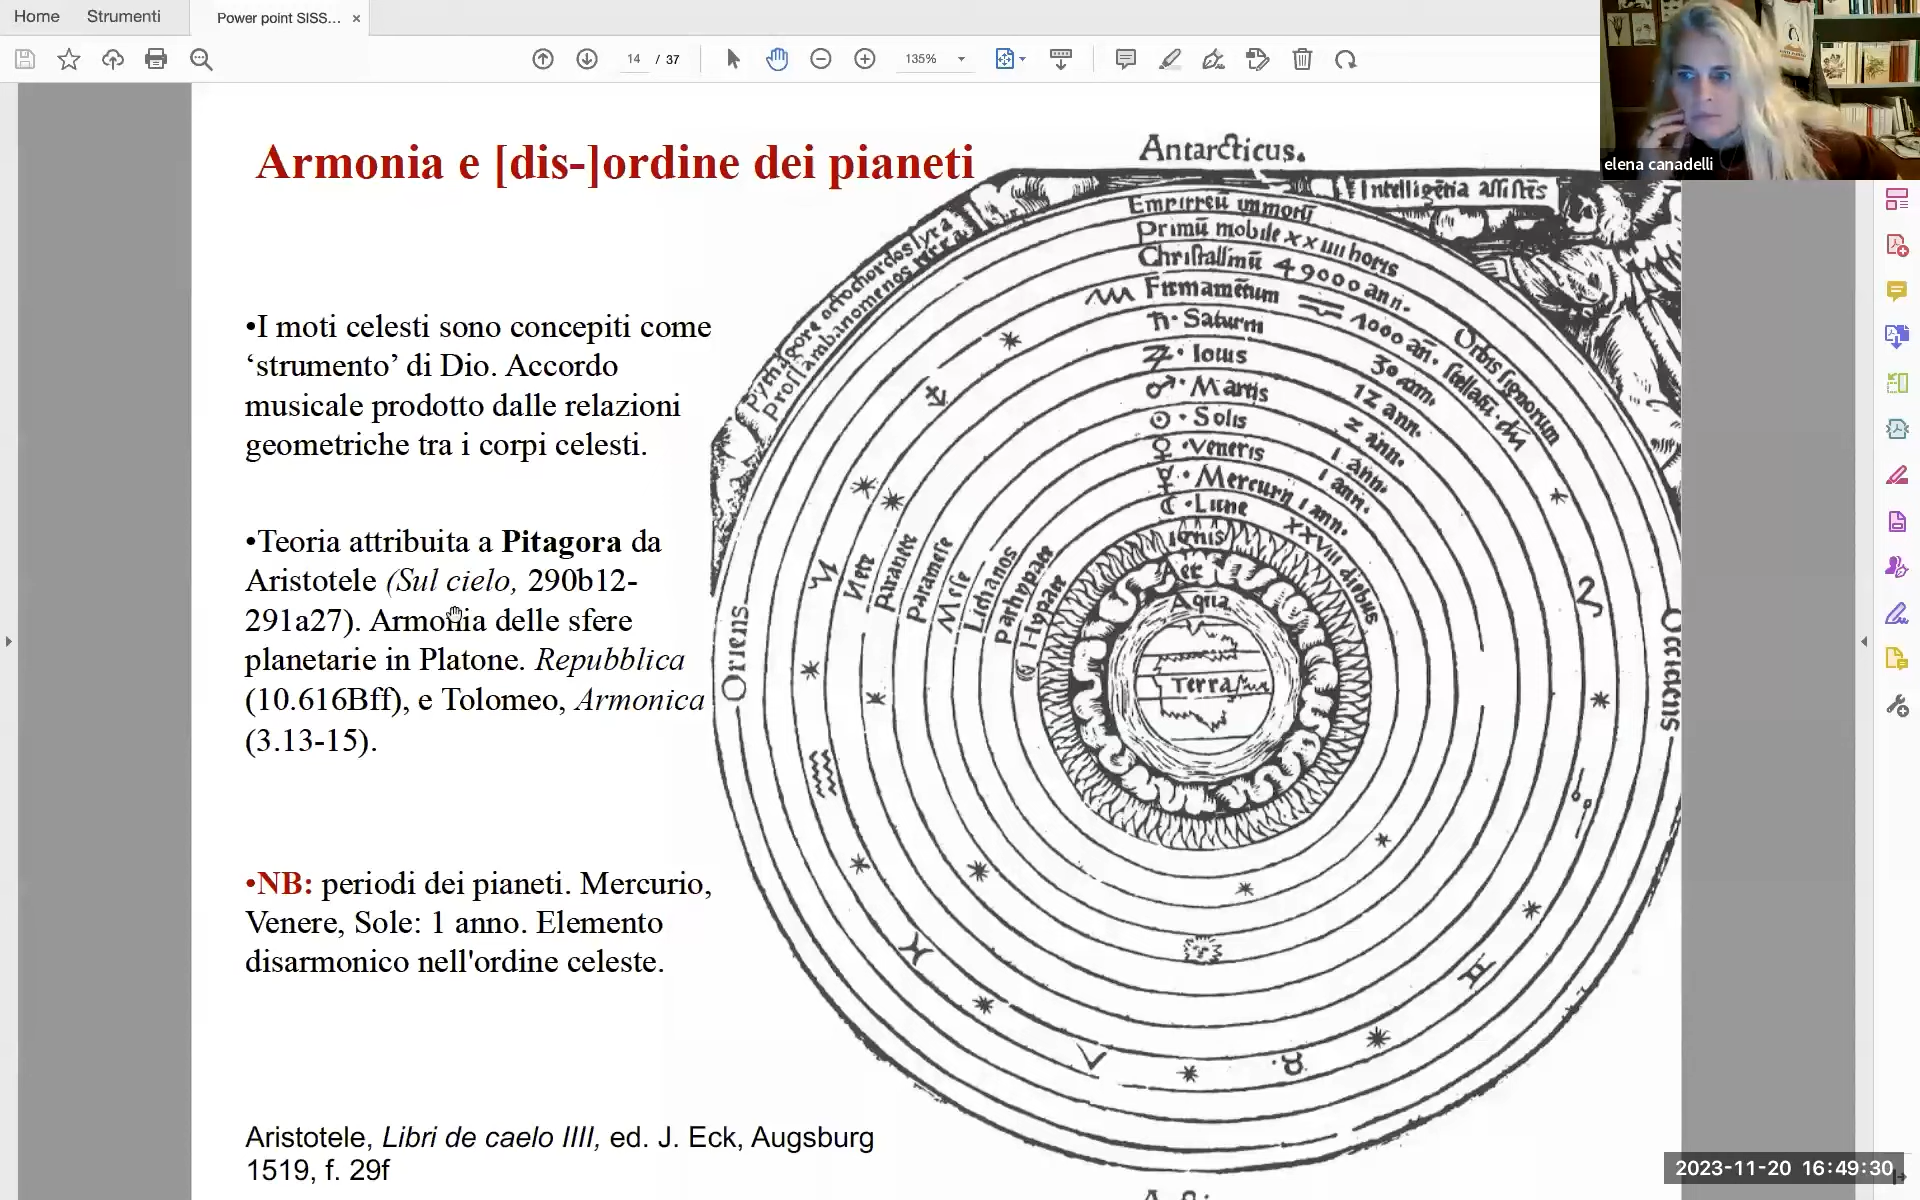 Home Strumenti Power point SISS... ×
14 / 37 135%
elena canadelli
Armonia e [dis-]ordine dei pianeti
•I moti celesti sono concepiti come
‘strumento’ di Dio. Accordo
musicale prodotto dalle relazioni
geometriche tra i corpi celesti.
•Teoria attribuita a Pitagora da
Aristotele (Sul cielo, 290b12-
291a27). Armonia delle sfere
planetarie in Platone. Repubblica
(10.616Bff), e Tolomeo, Armonica
(3.13-15).
•NB: periodi dei pianeti. Mercurio,
Venere, Sole: 1 anno. Elemento
disarmonico nell'ordine celeste.
Aristotele, Libri de caelo IIII, ed. J. Eck, Augsburg
1519, f. 29f
Antarcticus.
Intelligētia assistēs
Empirreū immotū
Primū mobile xxiiii horis
Christallinū 49000 ann.
Firmamētum 1000 añ.
Orbis signorum
♄ · Saturni 30 ann.
♃ · Iovis 12 ann.
♂ · Martis 2 ann.
☉ · Solis 1 ann.
♀ · Veneris 1 ann.
☿ · Mercurii 1 ann.
☾ · Lune XXVIII diebus
Ignis
Aer
Aqua
Terra
Oriens
Occidens
Nete
Paranete
Paramese
Mese
Lichanos
Parhypate
Hypate
2023-11-20 16:49:30